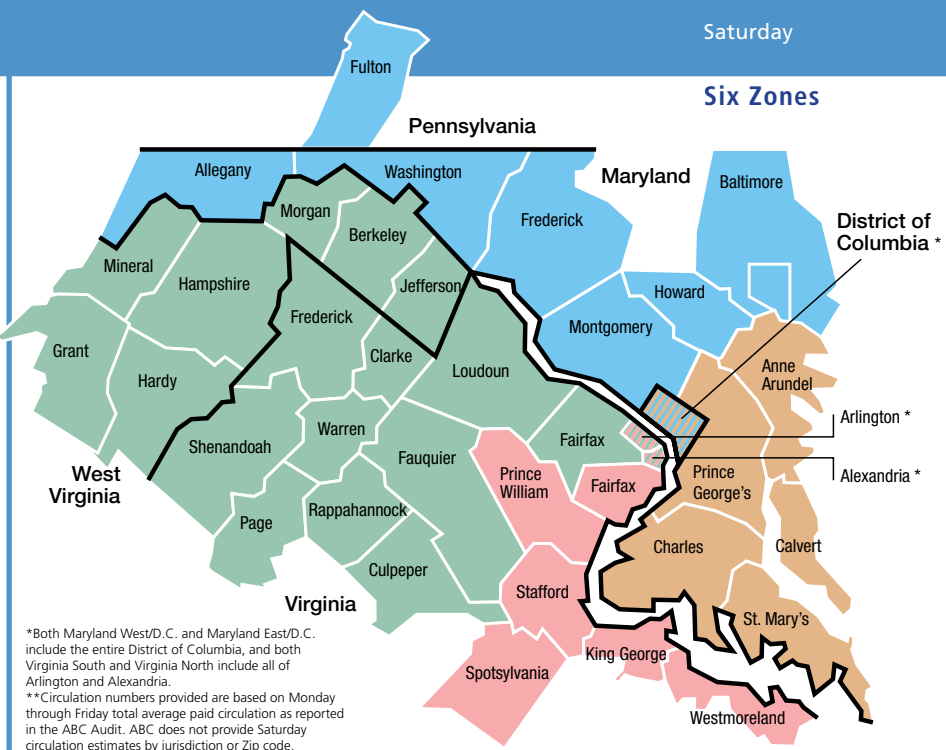 Saturday
Six Zones
Fulton
Pennsylvania
Allegany
Washington
Maryland
Baltimore
Morgan
Frederick
District of
Columbia *
Berkeley
Mineral
Hampshire
Jefferson
Howard
Frederick
Montgomery
Grant
Clarke
Anne
Arundel
Hardy
Loudoun
Arlington *
Warren
Fairfax
Shenandoah
Fauquier
West
Virginia
Prince
William
Fairfax
Prince
George's
Alexandria *
Page
Rappahannock
Charles
Calvert
Culpeper
Stafford
Virginia
St. Mary's
King George
Spotsylvania
Westmoreland
*Both Maryland West/D.C. and Maryland East/D.C.
include the entire District of Columbia, and both
Virginia South and Virginia North include all of
Arlington and Alexandria.
**Circulation numbers provided are based on Monday
through Friday total average paid circulation as reported
in the ABC Audit. ABC does not provide Saturday
circulation estimates by jurisdiction or Zip code.